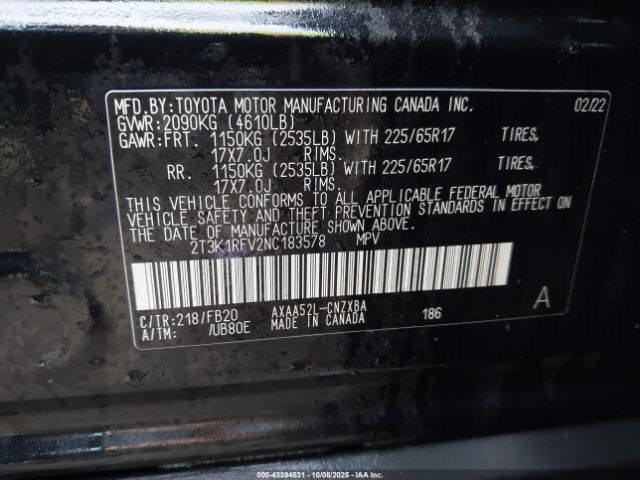 MFD.BY:TOYOTA MOTOR MANUFACTURING CANADA INC. 02/22
GVWR:2090KG (4610LB)
GAWR:FRT. 1150KG (2535LB) WITH 225/65R17 TIRES,
17X7.0J RIMS.
RR. 1150KG (2535LB) WITH 225/65R17 TIRES,
17X7.0J RIMS.
THIS VEHICLE CONFORMS TO ALL APPLICABLE FEDERAL MOTOR
VEHICLE SAFETY AND THEFT PREVENTION STANDARDS IN EFFECT ON
THE DATE OF MANUFACTURE SHOWN ABOVE.
2T3K1RFV2NC183578 MPV
C/TR:218/FB20 AXAA52L-CNZXBA 186 A
A/TM: /UB80E MADE IN CANADA
000-43394531 - 10/08/2025 - IAA Inc.